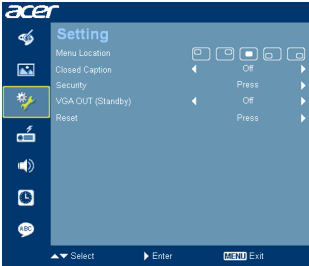 acer
Setting
Menu Location
Closed Caption Off
Security Press
VGA OUT (Standby) Off
Reset Press
ABC
Select Enter MENU Exit